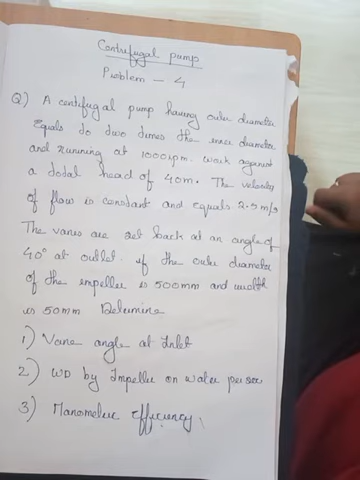 Centrifugal pump
Problem - 4
Q) A centifugal pump having outer diameter
Equals to two times the inner diameter
and running at 1000rpm. work against
a total head of 40m. The velocity
of flow is constant and equals 2.5m/s
The vanes are set back at an angle of
40° at outlet. if the outer diameter
of the impeller is 500mm and width
is 50mm Determine
1) Vane angle at Inlet
2) WD by Impeller on water per sec
3) Manometric Efficiency.